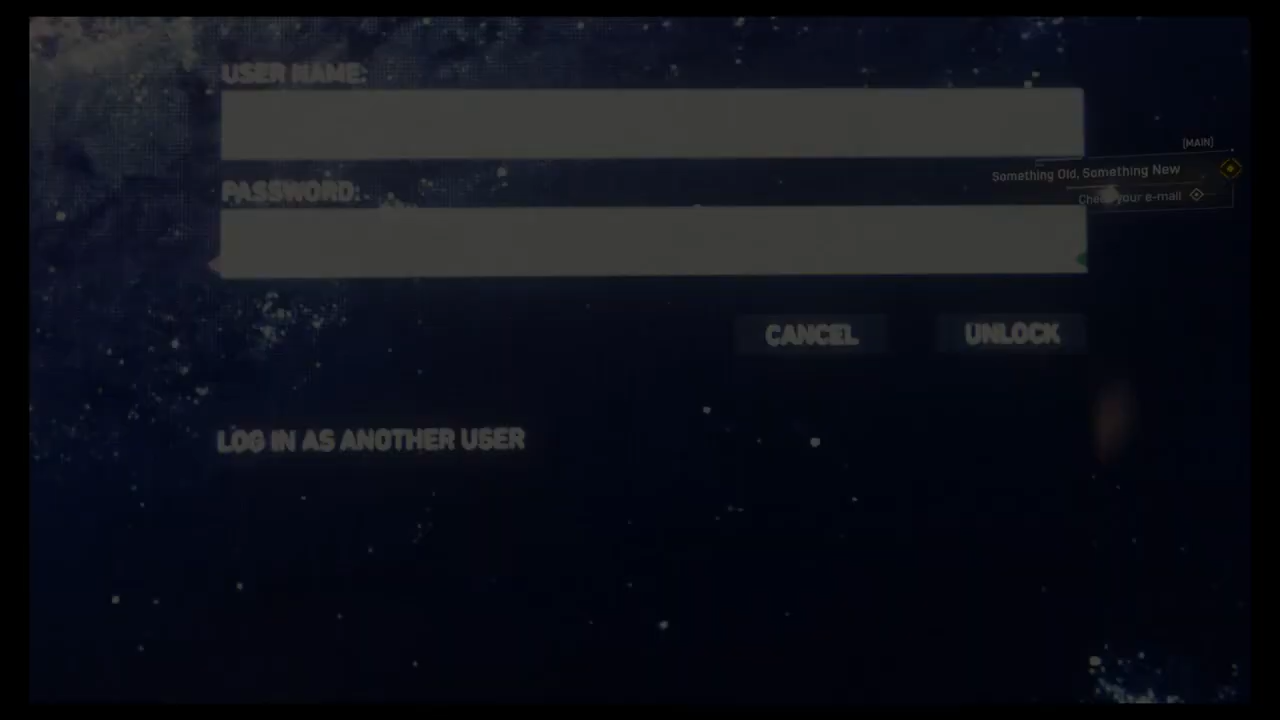 USER NAME:
[MAIN]
Something Old, Something New
PASSWORD:
Check your e-mail
CANCEL
UNLOCK
LOG IN AS ANOTHER USER